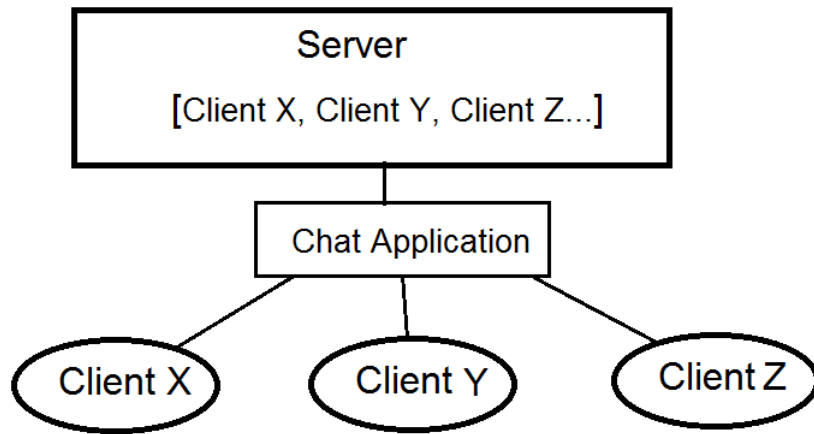 Server
[Client X, Client Y, Client Z...]
Chat Application
Client X
Client Y
Client Z